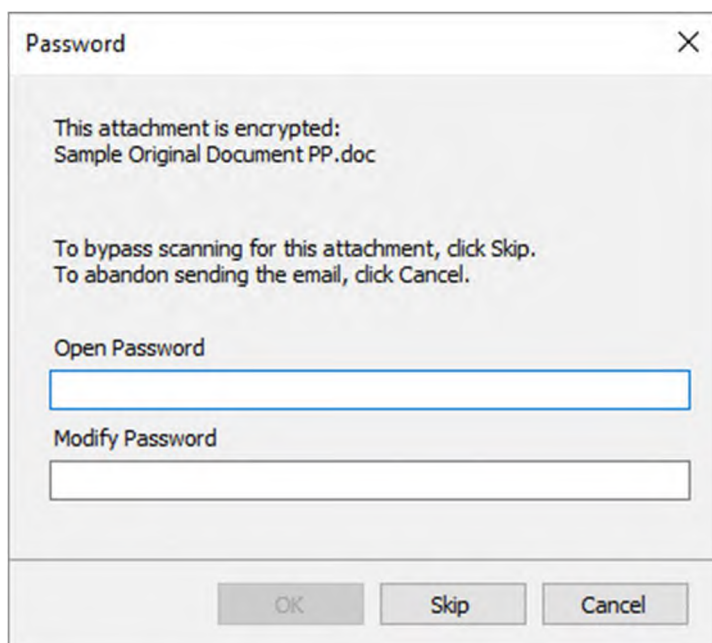 Password
This attachment is encrypted:
Sample Original Document PP.doc
To bypass scanning for this attachment, click Skip.
To abandon sending the email, click Cancel.
Open Password
Modify Password
OK Skip Cancel